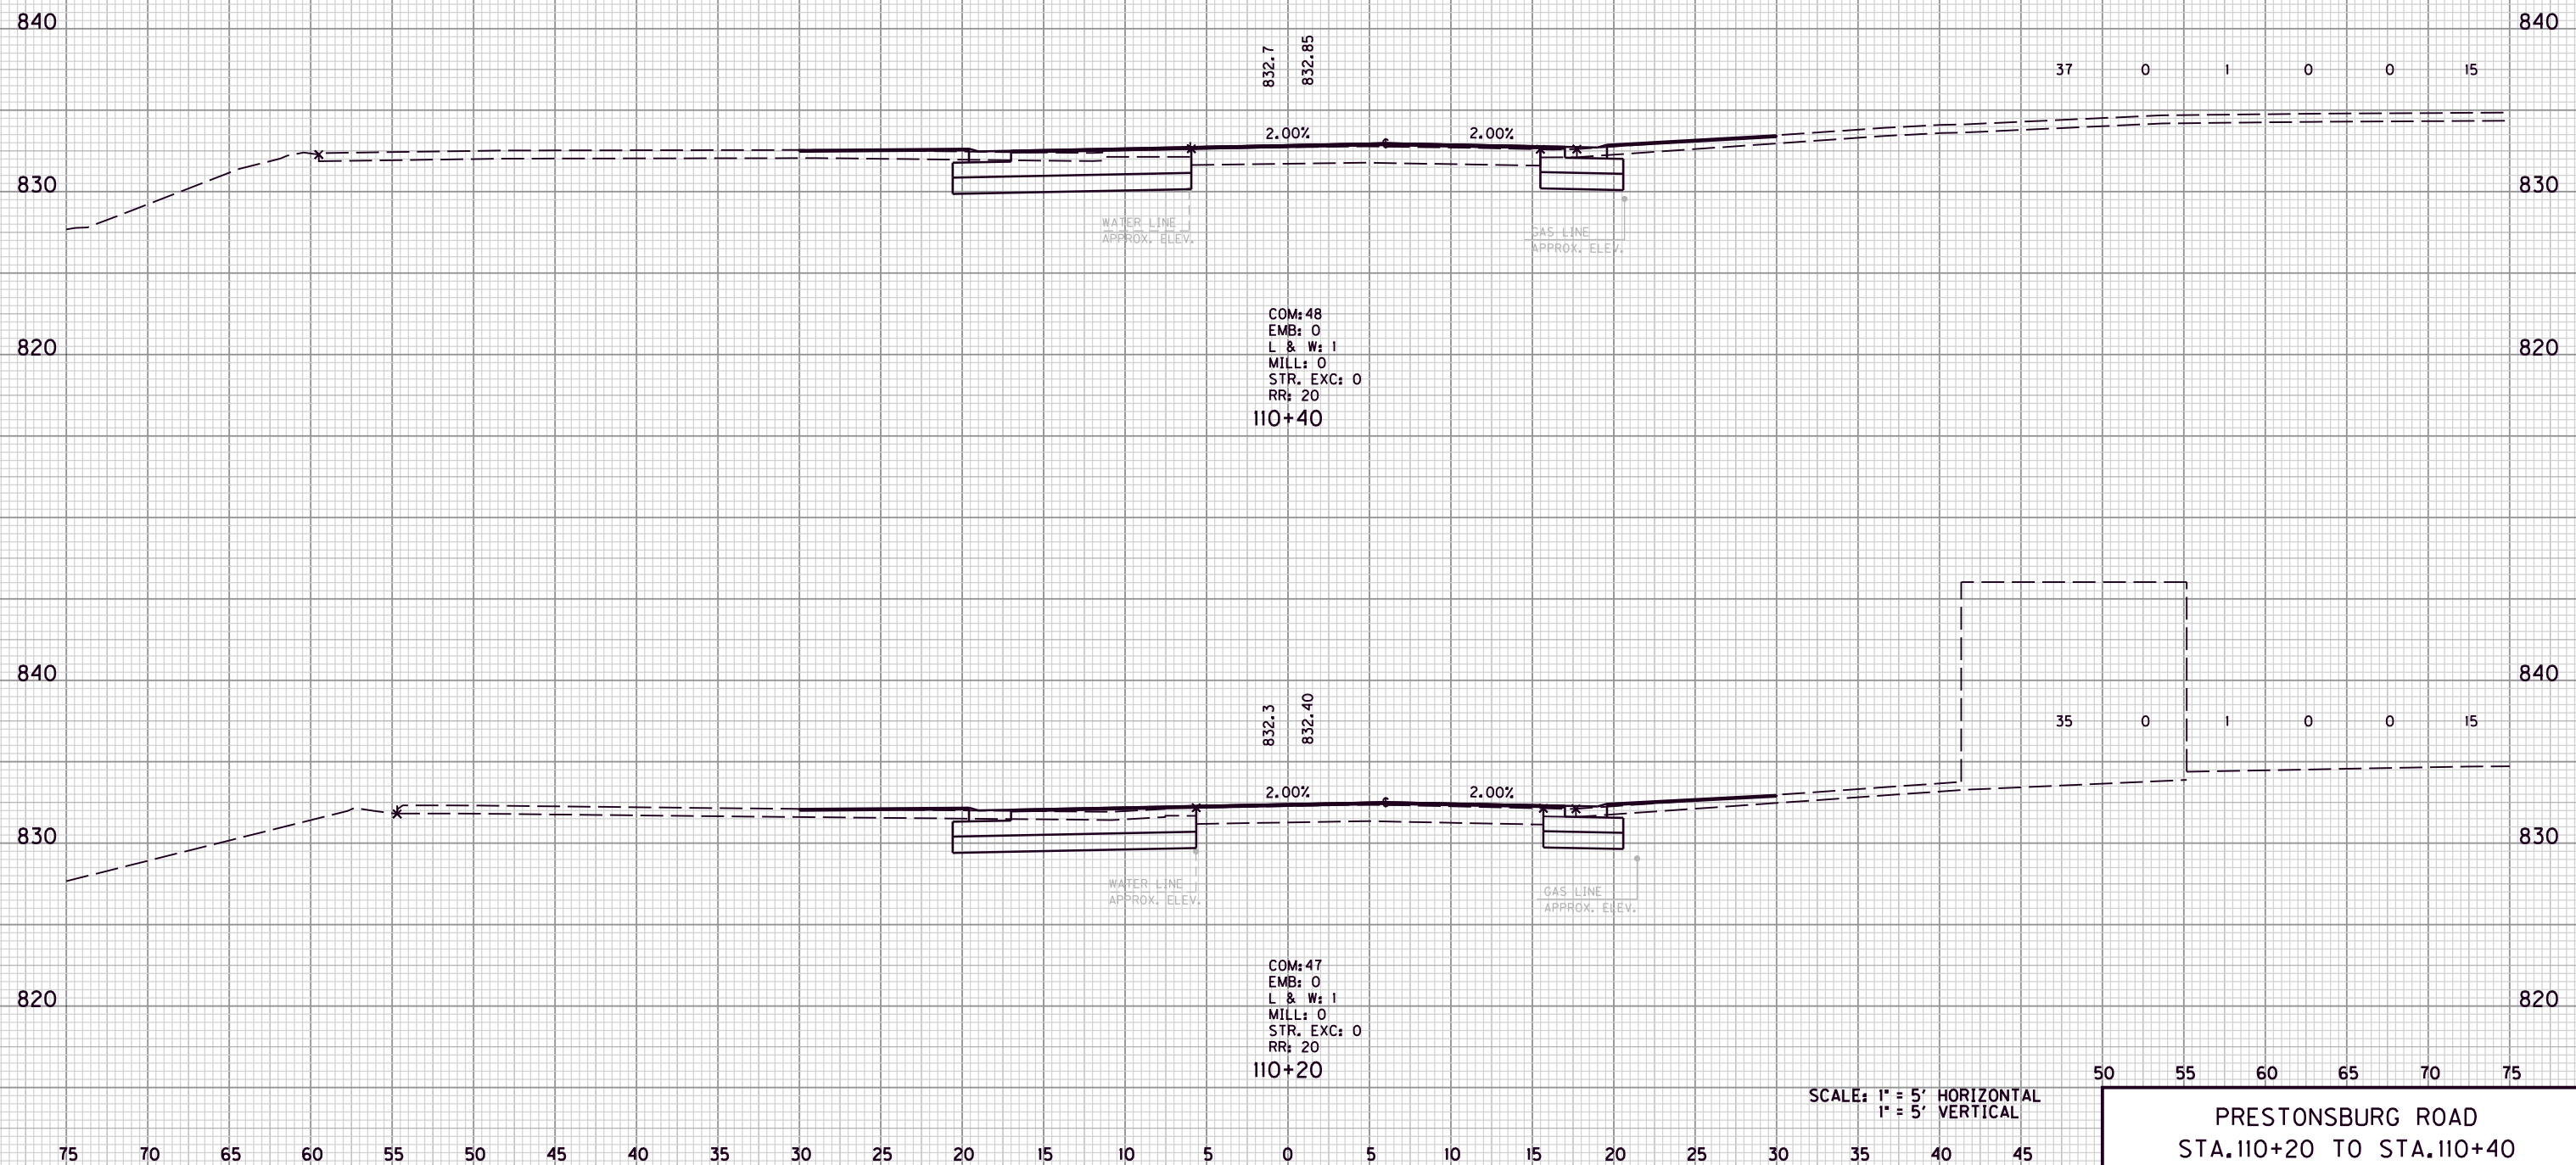 840 840
832.7
832.85
37 0 1 0 0 15
2.00% 2.00%
830 830
WATER LINE
APPROX. ELEV.
GAS LINE
APPROX. ELEV.
COM:48
EMB: 0
L & W: 1
820 820
MILL: 0
STR. EXC: 0
RR: 20
110+40
840 840
832.3
832.40
35 0 1 0 0 15
2.00% 2.00%
830 830
WATER LINE
APPROX. ELEV.
GAS LINE
APPROX. ELEV.
COM:47
EMB: 0
L & W: 1
820 820
MILL: 0
STR. EXC: 0
RR: 20
110+20
50 55 60 65 70 75
SCALE: 1" = 5' HORIZONTAL
1" = 5' VERTICAL
PRESTONSBURG ROAD
STA.110+20 TO STA.110+40
75 70 65 60 55 50 45 40 35 30 25 20 15 10 5 0 5 10 15 20 25 30 35 40 45